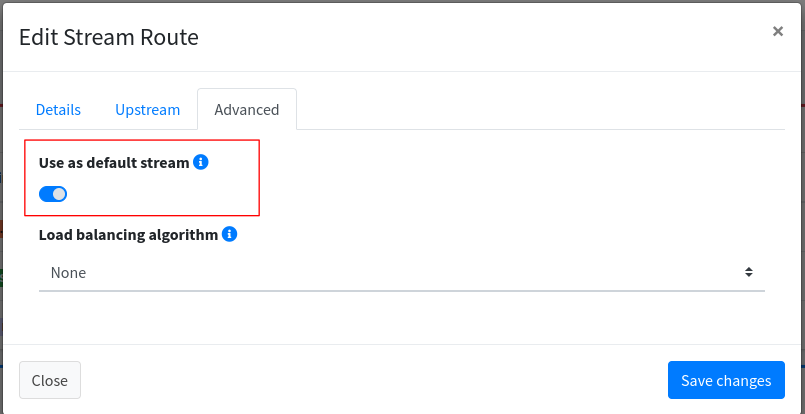 Edit Stream Route
×
Details Upstream Advanced
Use as default stream
Load balancing algorithm
None
Close Save changes